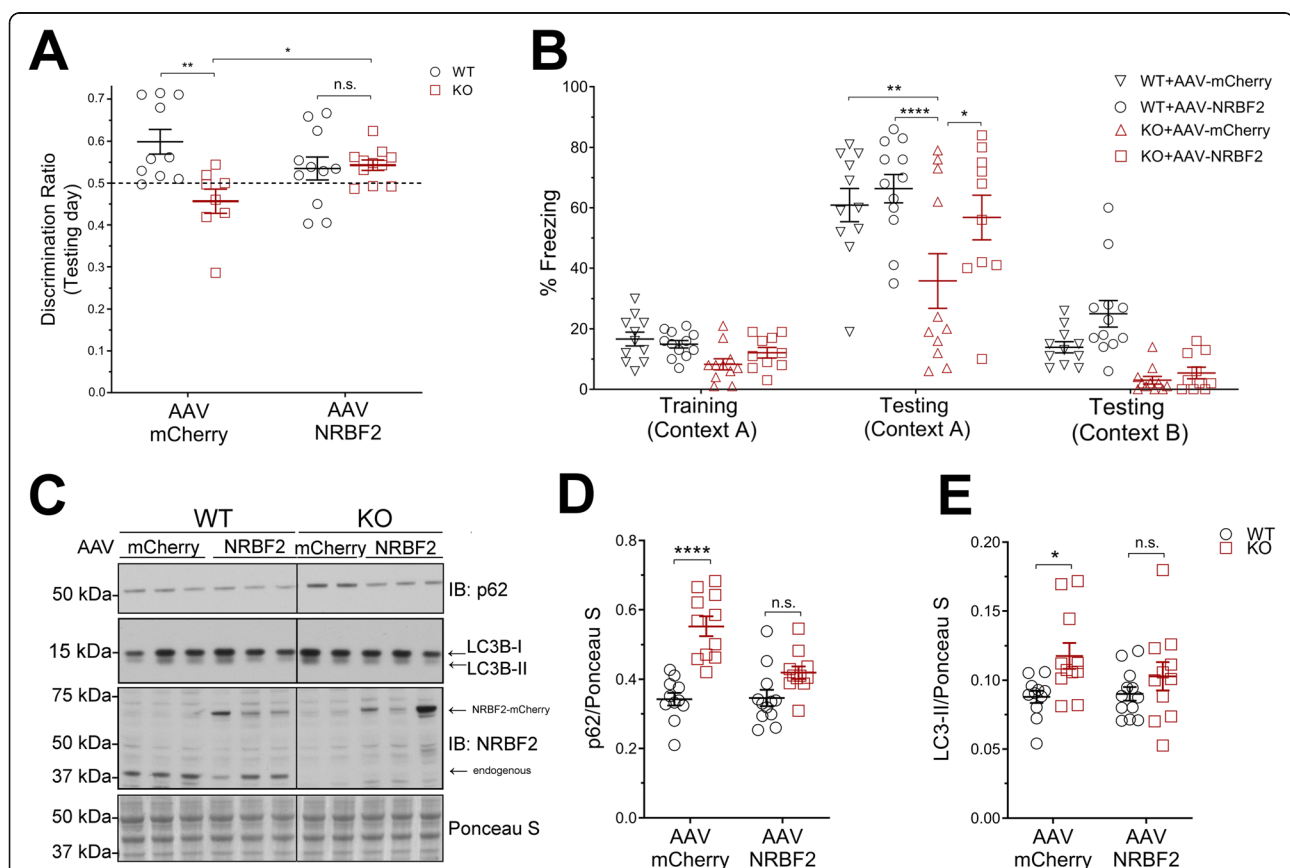 A
* 
**
n.s.
WT
KO
Discrimination Ratio
(Testing day)
0.7
0.6
0.5
0.4
0.3
0.2
0.1
0.0
AAV
mCherry
AAV
NRBF2
B
**
****
*
WT+AAV-mCherry
WT+AAV-NRBF2
KO+AAV-mCherry
KO+AAV-NRBF2
% Freezing
100
80
60
40
20
0
Training
(Context A)
Testing
(Context A)
Testing
(Context B)
C
WT KO
AAV mCherry NRBF2 mCherry NRBF2
50 kDa
IB: p62
15 kDa
LC3B-I
LC3B-II
75 kDa
NRBF2-mCherry
50 kDa
IB: NRBF2
37 kDa
endogenous
50 kDa
Ponceau S
37 kDa
D
p62/Ponceau S
0.8
0.6
0.4
0.2
0.0
****
n.s.
AAV
mCherry
AAV
NRBF2
E
WT
KO
LC3-II/Ponceau S
0.20
0.15
0.10
0.05
0.00
*
n.s.
AAV
mCherry
AAV
NRBF2